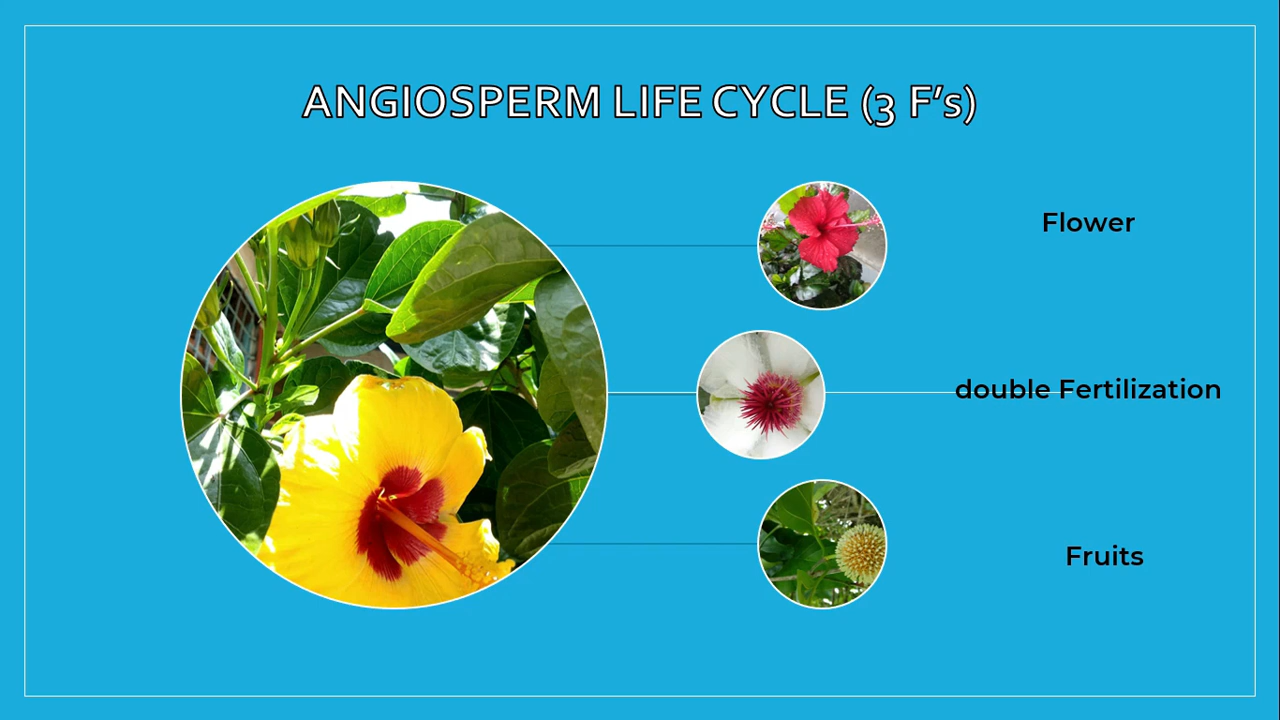 ANGIOSPERM LIFE CYCLE (3 F’s)
Flower
double Fertilization
Fruits